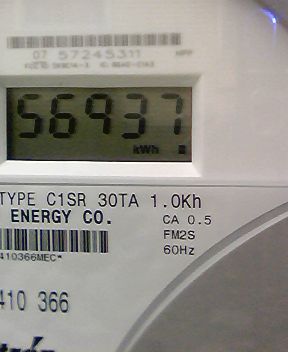 07 57245311
56937
kWh
TYPE C1SR 30TA 1.0Kh
ENERGY CO. CA 0.5
FM2S
60Hz
410366MEC*
410 366